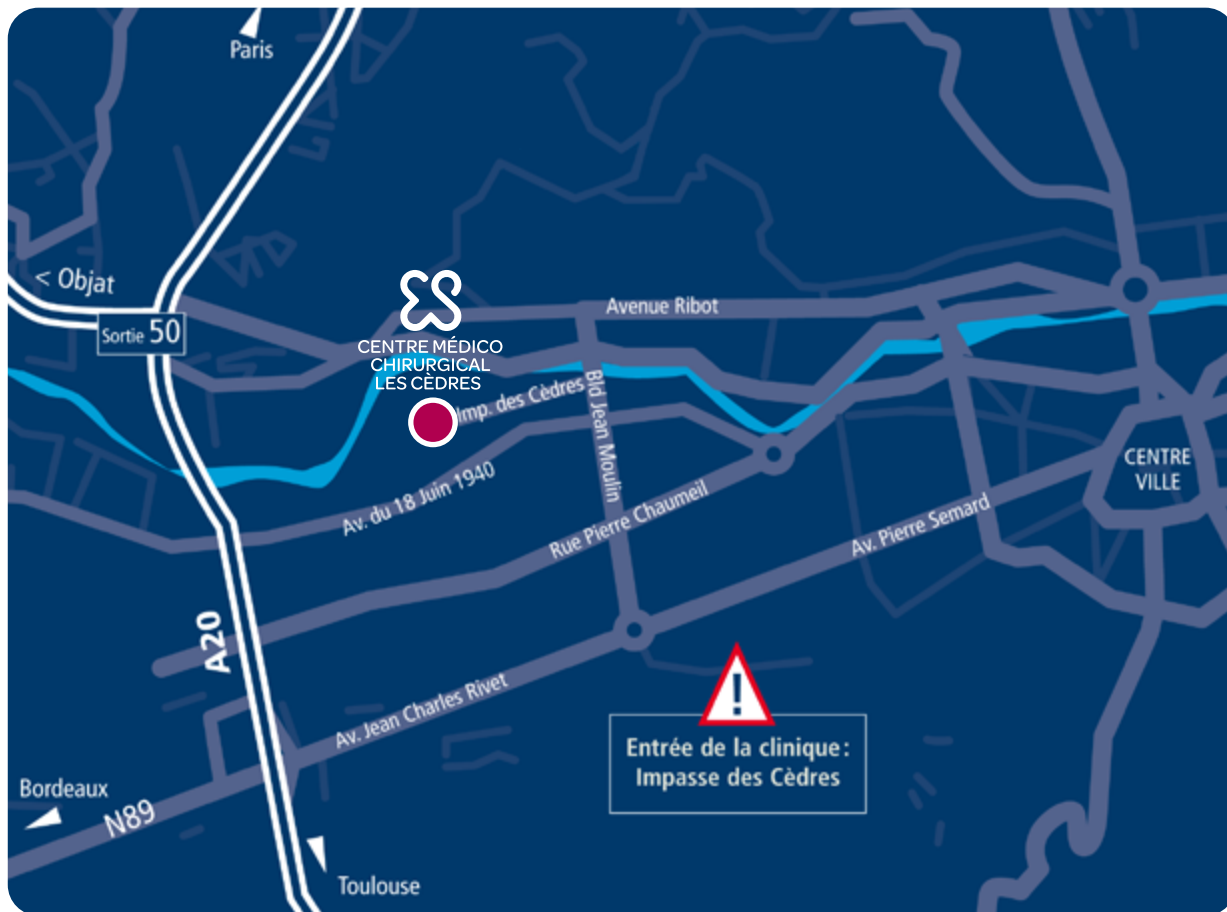 Paris
< Objat
Sortie 50
Avenue Ribot
CENTRE MÉDICO
CHIRURGICAL
LES CÈDRES
Imp. des Cèdres
Bld Jean Moulin
Av. du 18 Juin 1940
Rue Pierre Chaumeil
Av. Pierre Semard
CENTRE
VILLE
A20
Av. Jean Charles Rivet
!
Entrée de la clinique :
Impasse des Cèdres
Bordeaux
N89
Toulouse